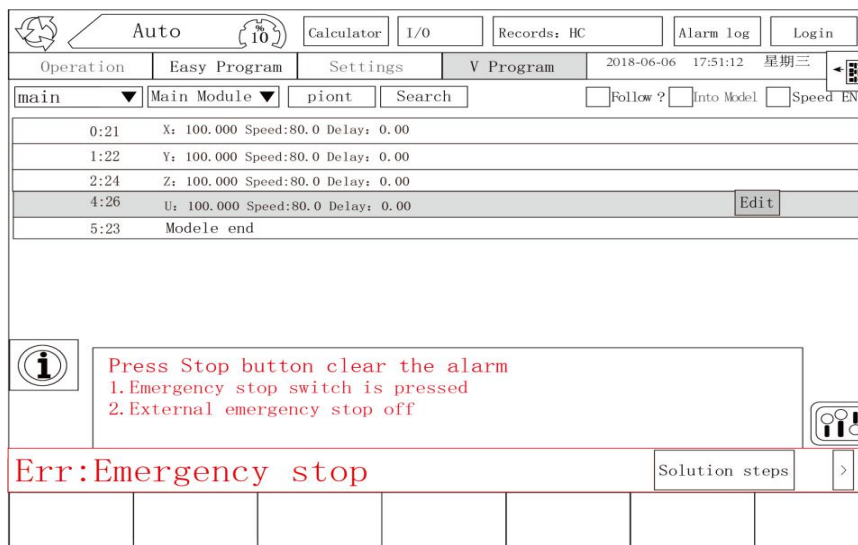 Auto % 10 Calculator I/O Records: HC Alarm log Login
Operation Easy Program Settings V Program 2018-06-06 17:51:12 星期三
main Main Module piont Search Follow ? Into Model Speed EN
0:21 X: 100.000 Speed:80.0 Delay: 0.00
1:22 Y: 100.000 Speed:80.0 Delay: 0.00
2:24 Z: 100.000 Speed:80.0 Delay: 0.00
4:26 U: 100.000 Speed:80.0 Delay: 0.00 Edit
5:23 Modele end
Press Stop button clear the alarm
1.Emergency stop switch is pressed
2.External emergency stop off
Err:Emergency stop Solution steps >